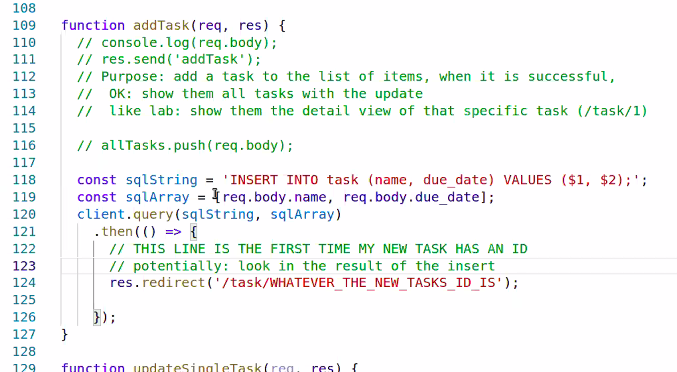 108
109 function addTask(req, res) {
110 // console.log(req.body);
111 // res.send('addTask');
112 // Purpose: add a task to the list of items, when it is successful,
113 //  OK: show them all tasks with the update
114 //  like lab: show them the detail view of that specific task (/task/1)
115
116 // allTasks.push(req.body);
117
118 const sqlString = 'INSERT INTO task (name, due_date) VALUES ($1, $2);';
119 const sqlArray = [req.body.name, req.body.due_date];
120 client.query(sqlString, sqlArray)
121 .then(() => {
122 // THIS LINE IS THE FIRST TIME MY NEW TASK HAS AN ID
123 // potentially: look in the result of the insert
124 res.redirect('/task/WHATEVER_THE_NEW_TASKS_ID_IS');
125
126 });
127 }
128
129 function updateSingleTask(req, res) {